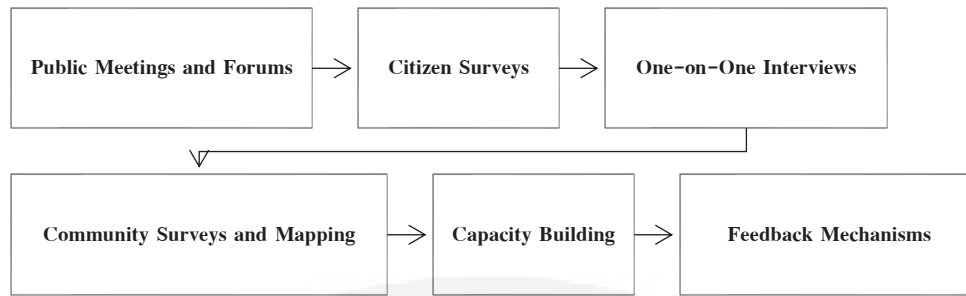 Public Meetings and Forums
Citizen Surveys
One-on-One Interviews
Community Surveys and Mapping
Capacity Building
Feedback Mechanisms